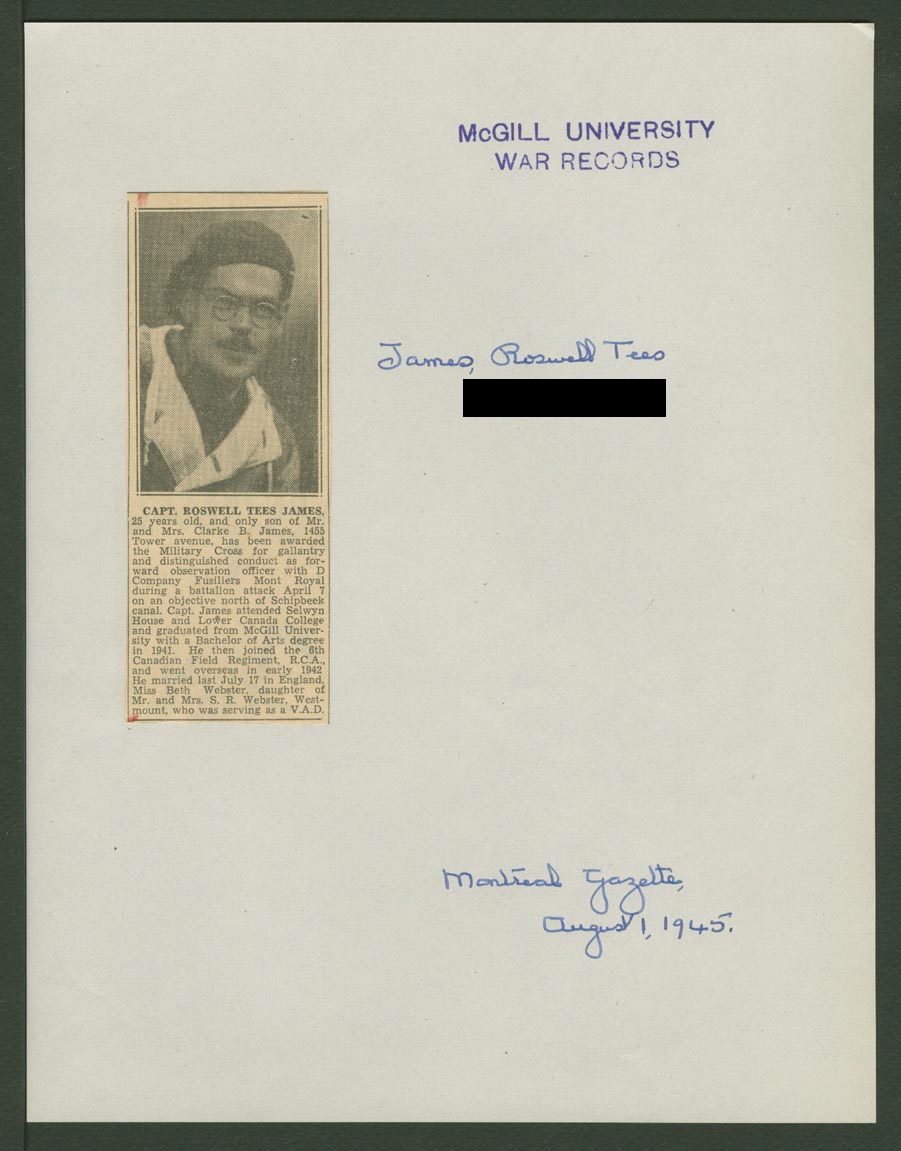 McGILL UNIVERSITY
WAR RECORDS
James, Roswell Tees
CAPT. ROSWELL TEES JAMES,
25 years old, and only son of Mr.
and Mrs. Clarke B. James, 1455
Tower avenue, has been awarded
the Military Cross for gallantry
and distinguished conduct as for-
ward observation officer with D
Company Fusiliers Mont Royal
during a battalion attack April 7
on an objective north of Schipbeek
canal. Capt. James attended Selwyn
House and Lower Canada College
and graduated from McGill Univer-
sity with a Bachelor of Arts degree
in 1941. He then joined the 6th
Canadian Field Regiment, R.C.A.,
and went overseas in early 1942
He married last July 17 in England,
Miss Beth Webster, daughter of
Mr. and Mrs. S. R. Webster, West-
mount, who was serving as a V.A.D.
Montreal Gazette,
August 1, 1945.